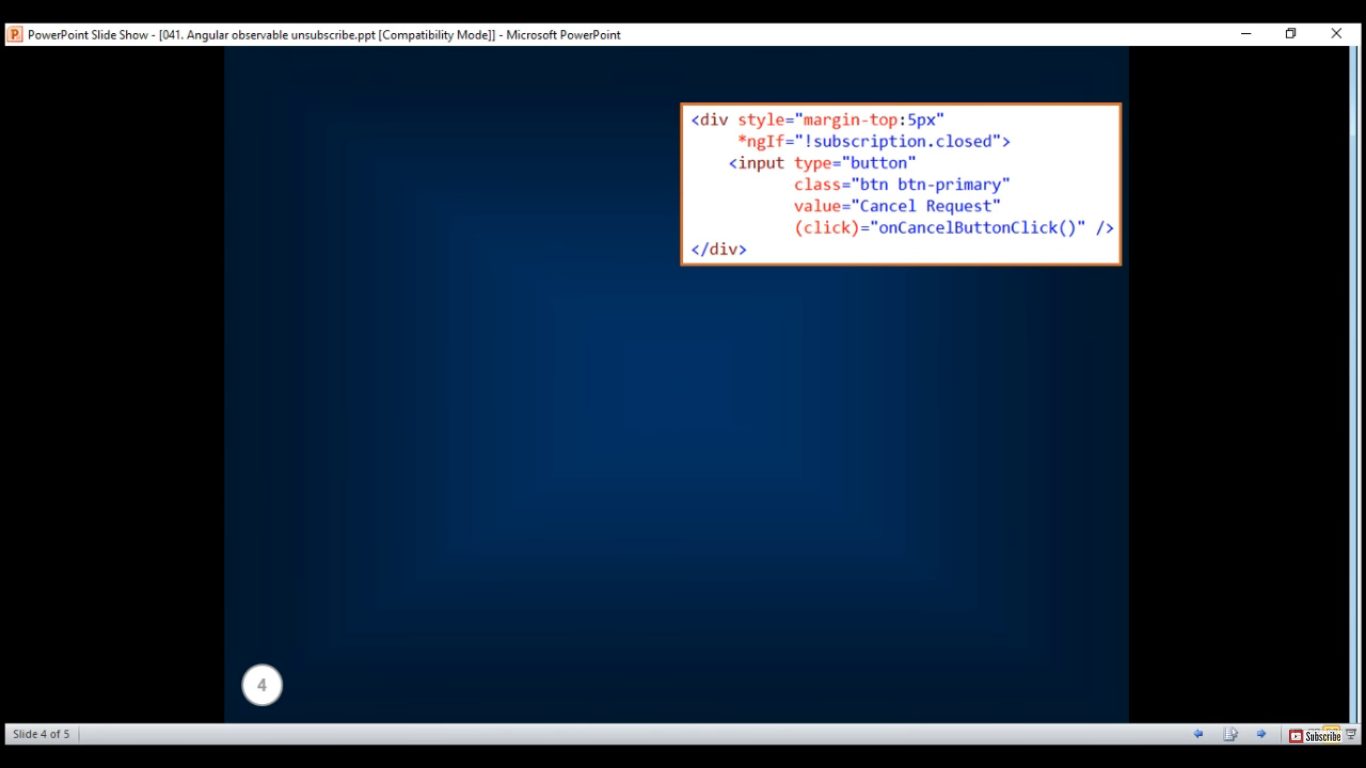 PowerPoint Slide Show - [041. Angular observable unsubscribe.ppt [Compatibility Mode]] - Microsoft PowerPoint
<div style="margin-top:5px"
*ngIf="!subscription.closed">
<input type="button"
class="btn btn-primary"
value="Cancel Request"
(click)="onCancelButtonClick()" />
</div>
4
Slide 4 of 5
Subscribe